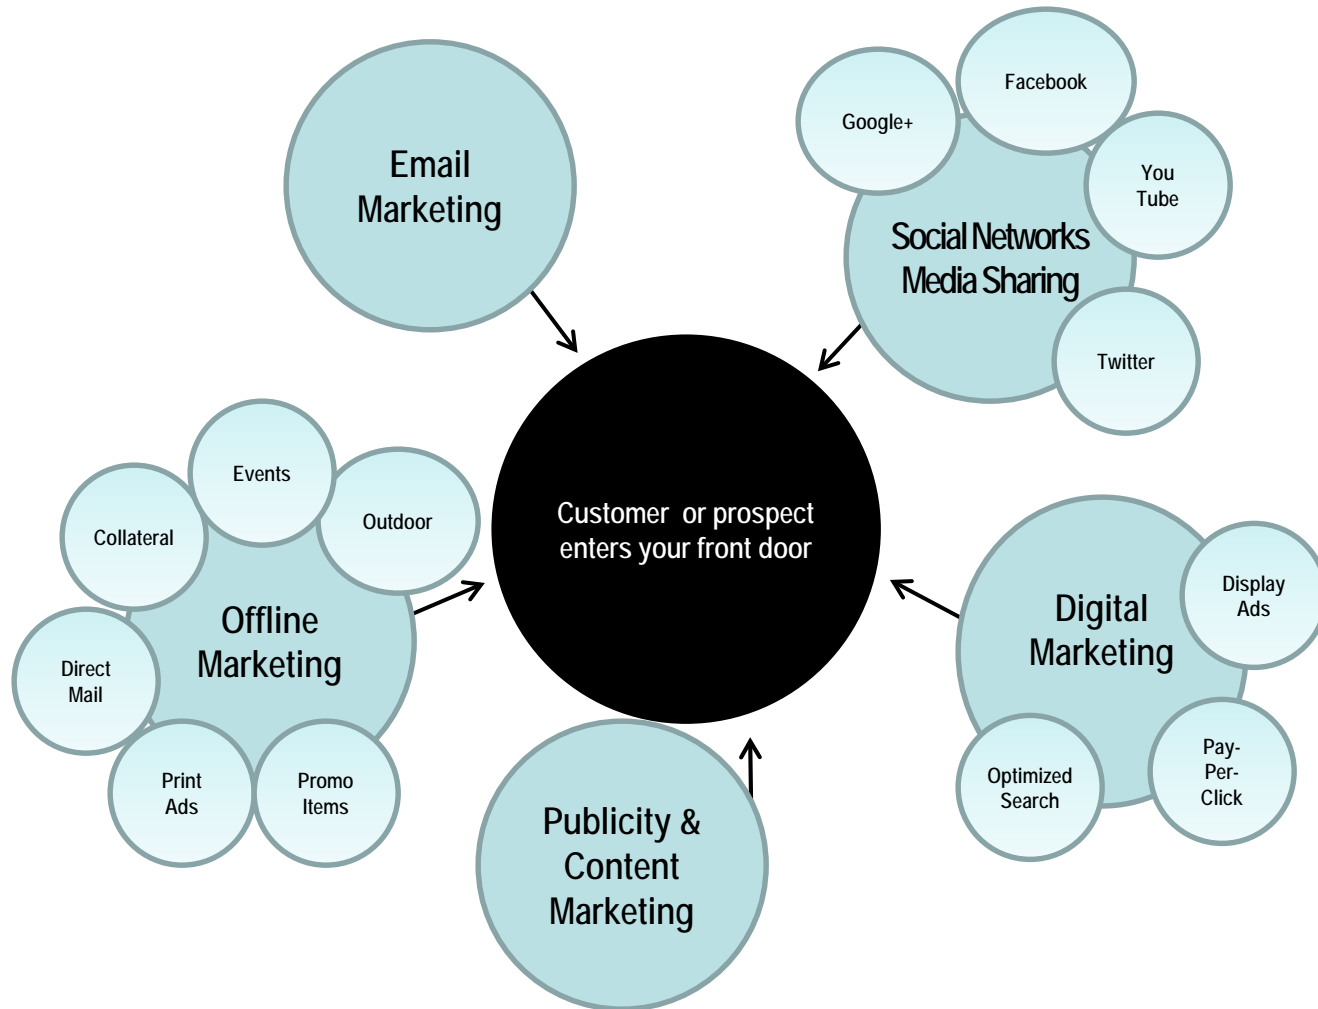 Email
Marketing
Google+
Facebook
You
Tube
Social Networks
Media Sharing
Twitter
Customer or prospect
enters your front door
Events
Collateral
Outdoor
Offline
Marketing
Direct
Mail
Print
Ads
Promo
Items
Digital
Marketing
Display
Ads
Optimized
Search
Pay-
Per-
Click
Publicity &
Content
Marketing